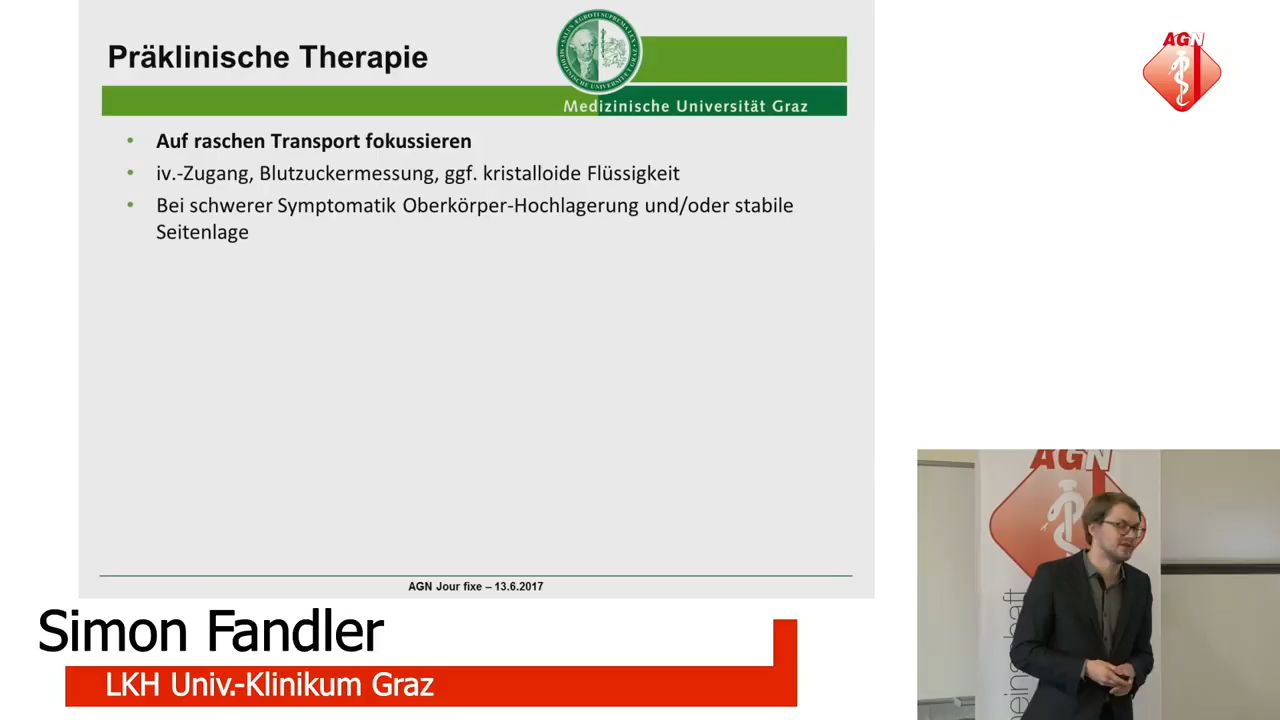 Präklinische Therapie
Medizinische Universität Graz
AGN
• Auf raschen Transport fokussieren
• iv.-Zugang, Blutzuckermessung, ggf. kristalloide Flüssigkeit
• Bei schwerer Symptomatik Oberkörper-Hochlagerung und/oder stabile
Seitenlage
AGN Jour fixe – 13.6.2017
Simon Fandler
LKH Univ.-Klinikum Graz
AGN